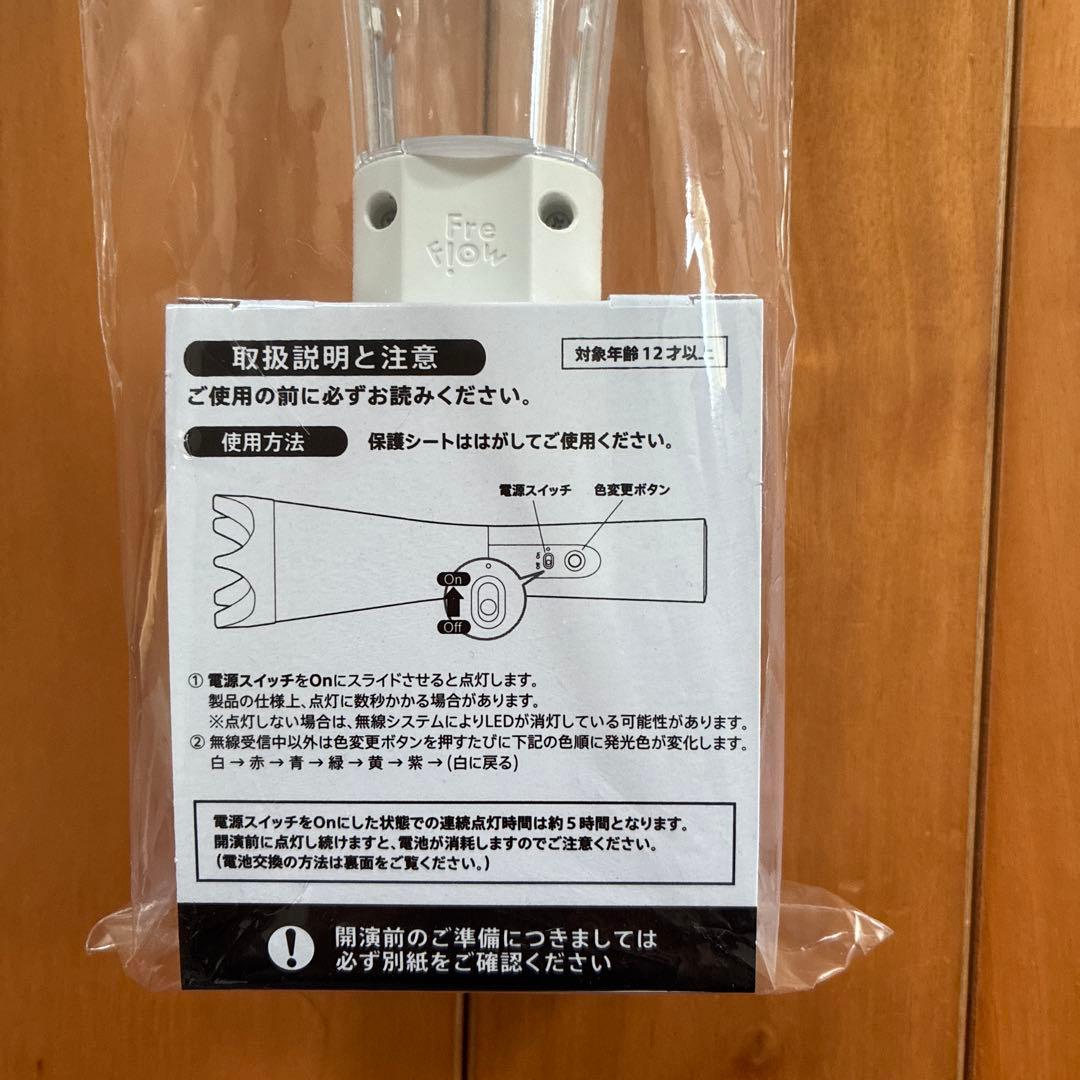 Fre
Flow
取扱説明と注意
対象年齢12才以上
ご使用の前に必ずお読みください。
使用方法 保護シートははがしてご使用ください。
電源スイッチ 色変更ボタン
On
Off
① 電源スイッチをOnにスライドさせると点灯します。
製品の仕様上、点灯に数秒かかる場合があります。
※点灯しない場合は、無線システムによりLEDが消灯している可能性があります。
② 無線受信中以外は色変更ボタンを押すたびに下記の色順に発光色が変化します。
白→赤→青→緑→黄→紫→(白に戻る)
電源スイッチをOnにした状態での連続点灯時間は約5時間となります。
開演前に点灯し続けますと、電池が消耗しますのでご注意ください。
(電池交換の方法は裏面をご覧ください。)
開演前のご準備につきましては
必ず別紙をご確認ください